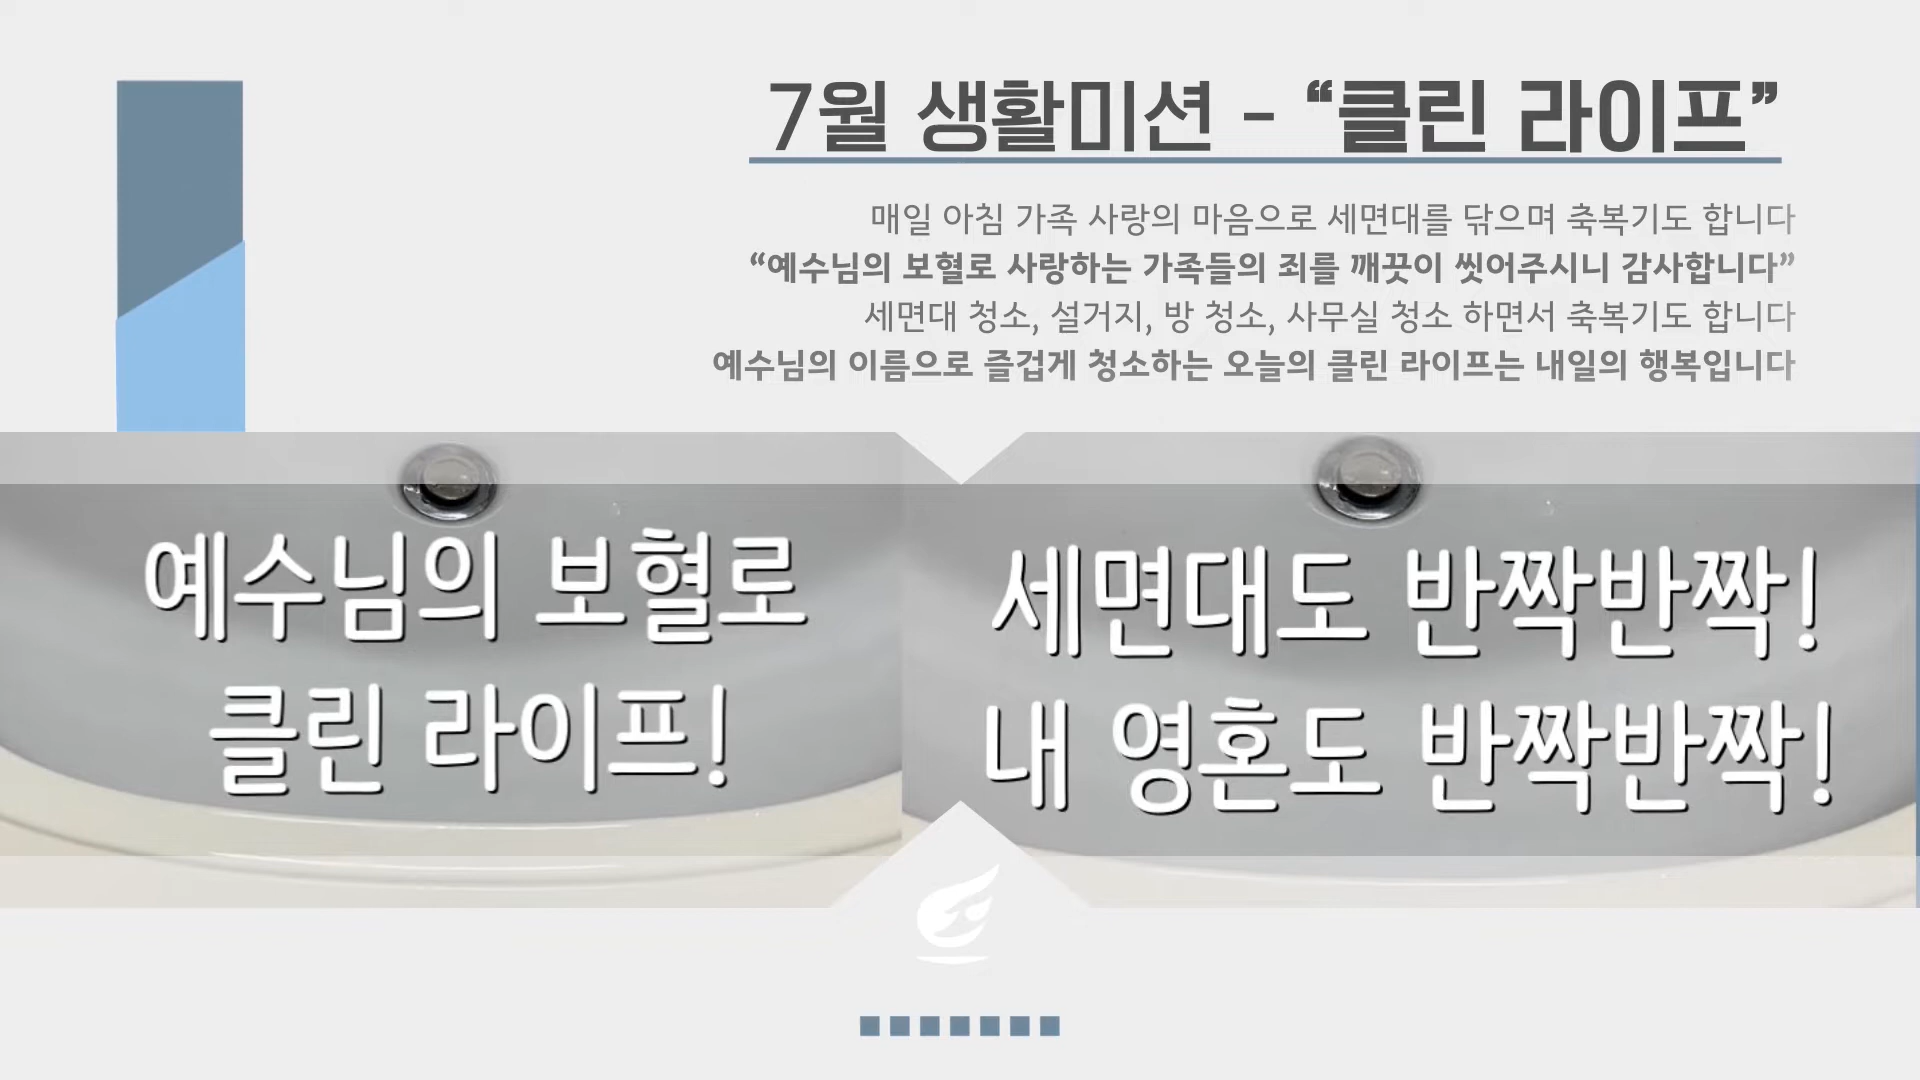 7월 생활미션 - “클린 라이프”
매일 아침 가족 사랑의 마음으로 세면대를 닦으며 축복기도 합니다
“예수님의 보혈로 사랑하는 가족들의 죄를 깨끗이 씻어주시니 감사합니다”
세면대 청소, 설거지, 방 청소, 사무실 청소 하면서 축복기도 합니다
예수님의 이름으로 즐겁게 청소하는 오늘의 클린 라이프는 내일의 행복입니다
예수님의 보혈로
클린 라이프!
세면대도 반짝반짝!
내 영혼도 반짝반짝!